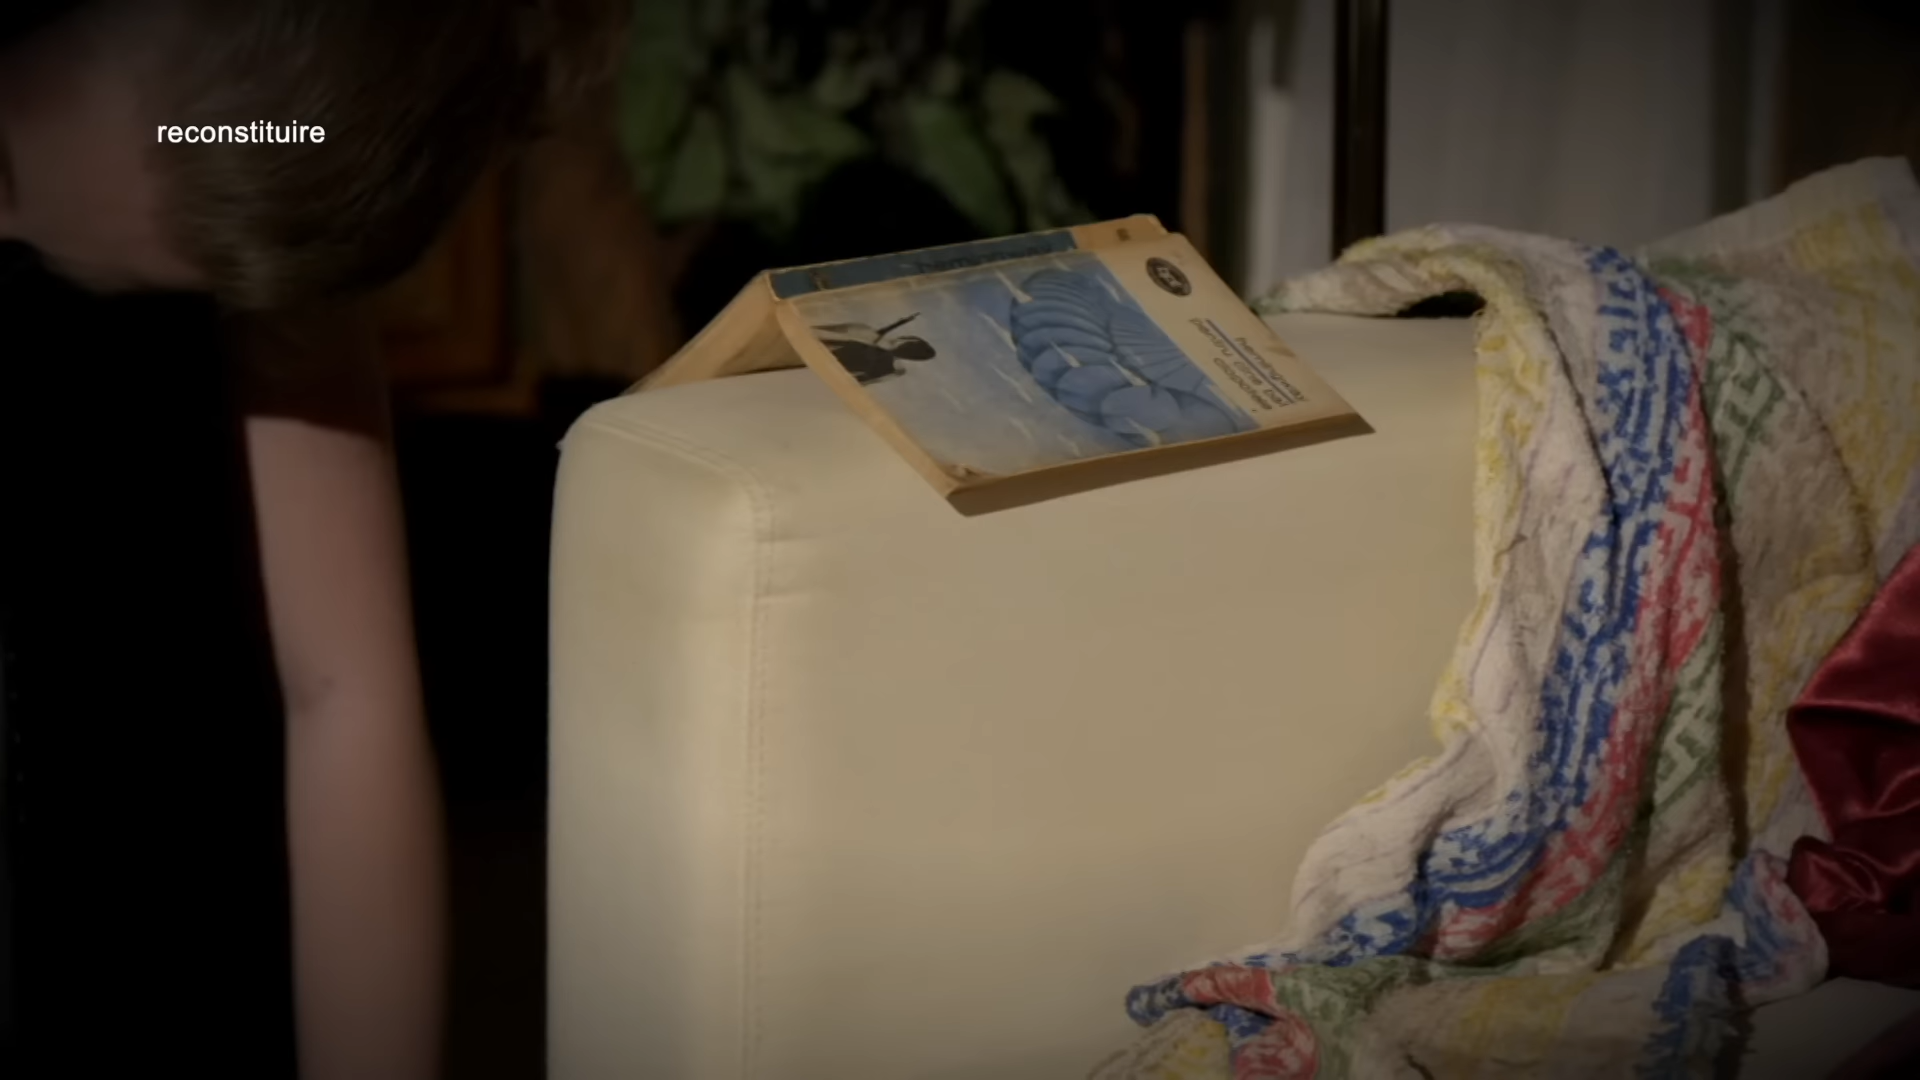 reconstituire
hemingway
pentru cine bat
clopotele